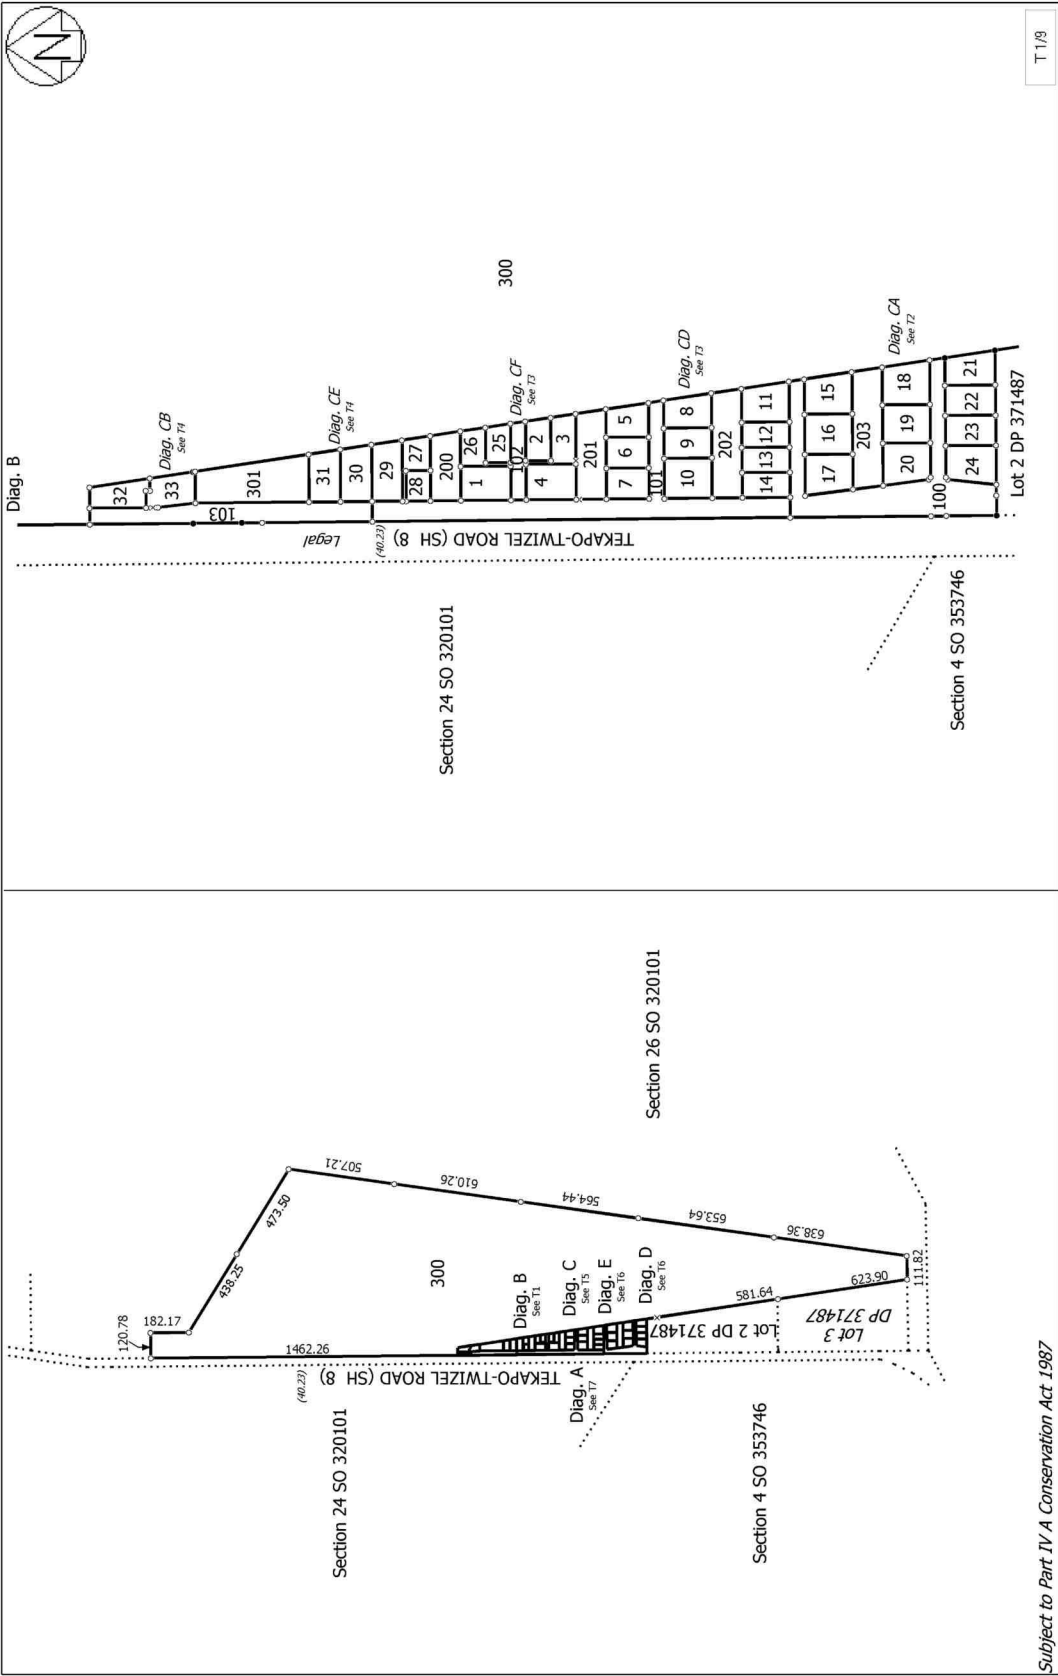 N
T 1/9
Diag. B
32
33
Diag. CB
See T4
103
301
31
Diag. CE
See T4
30
29
Legal
(40.23)
TEKAPO-TWIZEL ROAD (SH 8)
28
27
200
26
25
1
102
Diag. CF
See T3
2
4
3
201
5
6
7
101
300
8
9
10
Diag. CD
See T3
202
11
12
13
14
15
16
17
203
18
19
20
Diag. CA
See T2
100
21
22
23
24
Lot 2 DP 371487
Section 24 SO 320101
Section 4 SO 353746
120.78
182.17
438.25
473.50
507.21
610.26
564.44
653.64
638.36
111.82
623.90
581.64
1462.26
300
(40.23)
TEKAPO-TWIZEL ROAD (SH 8)
Diag. B
See T1
Diag. C
See T5
Diag. E
See T6
Diag. D
See T6
Diag. A
See T7
Lot 2 DP 371487
Lot 3
DP 371487
Section 26 SO 320101
Section 24 SO 320101
Section 4 SO 353746
Subject to Part IV A Conservation Act 1987